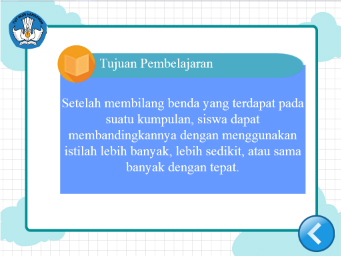 Tujuan Pembelajaran
Setelah membilang benda yang terdapat pada
suatu kumpulan, siswa dapat
membandingkannya dengan menggunakan
istilah lebih banyak, lebih sedikit, atau sama
banyak dengan tepat.